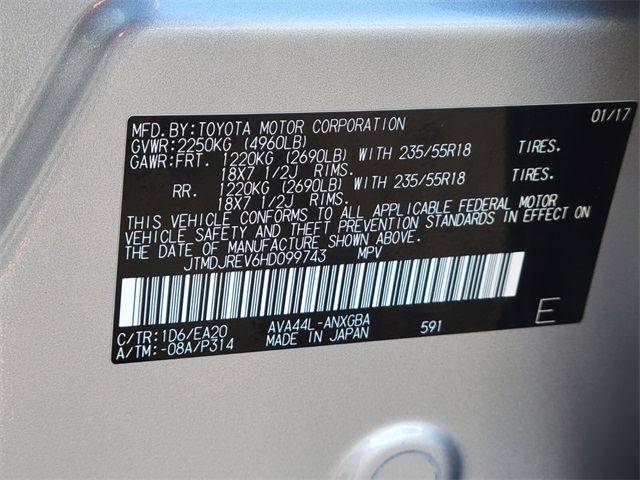 01/17
MFD. BY:TOYOTA MOTOR CORPORATION
GVWR:2250KG (4960LB)
GAWR:FRT. 1220KG (2690LB) WITH 235/55R18 TIRES.
18X7 1/2J RIMS.
RR. 1220KG (2690LB) WITH 235/55R18 TIRES.
18X7 1/2J RIMS.
THIS VEHICLE CONFORMS TO ALL APPLICABLE FEDERAL MOTOR
VEHICLE SAFETY AND THEFT PREVENTION STANDARDS IN EFFECT ON
THE DATE OF MANUFACTURE SHOWN ABOVE.
JTMDJREV6HD099743 MPV
C/TR:1D6/EA20 AVA44L-ANXGBA 591 E
A/TM:-08A/P314 MADE IN JAPAN